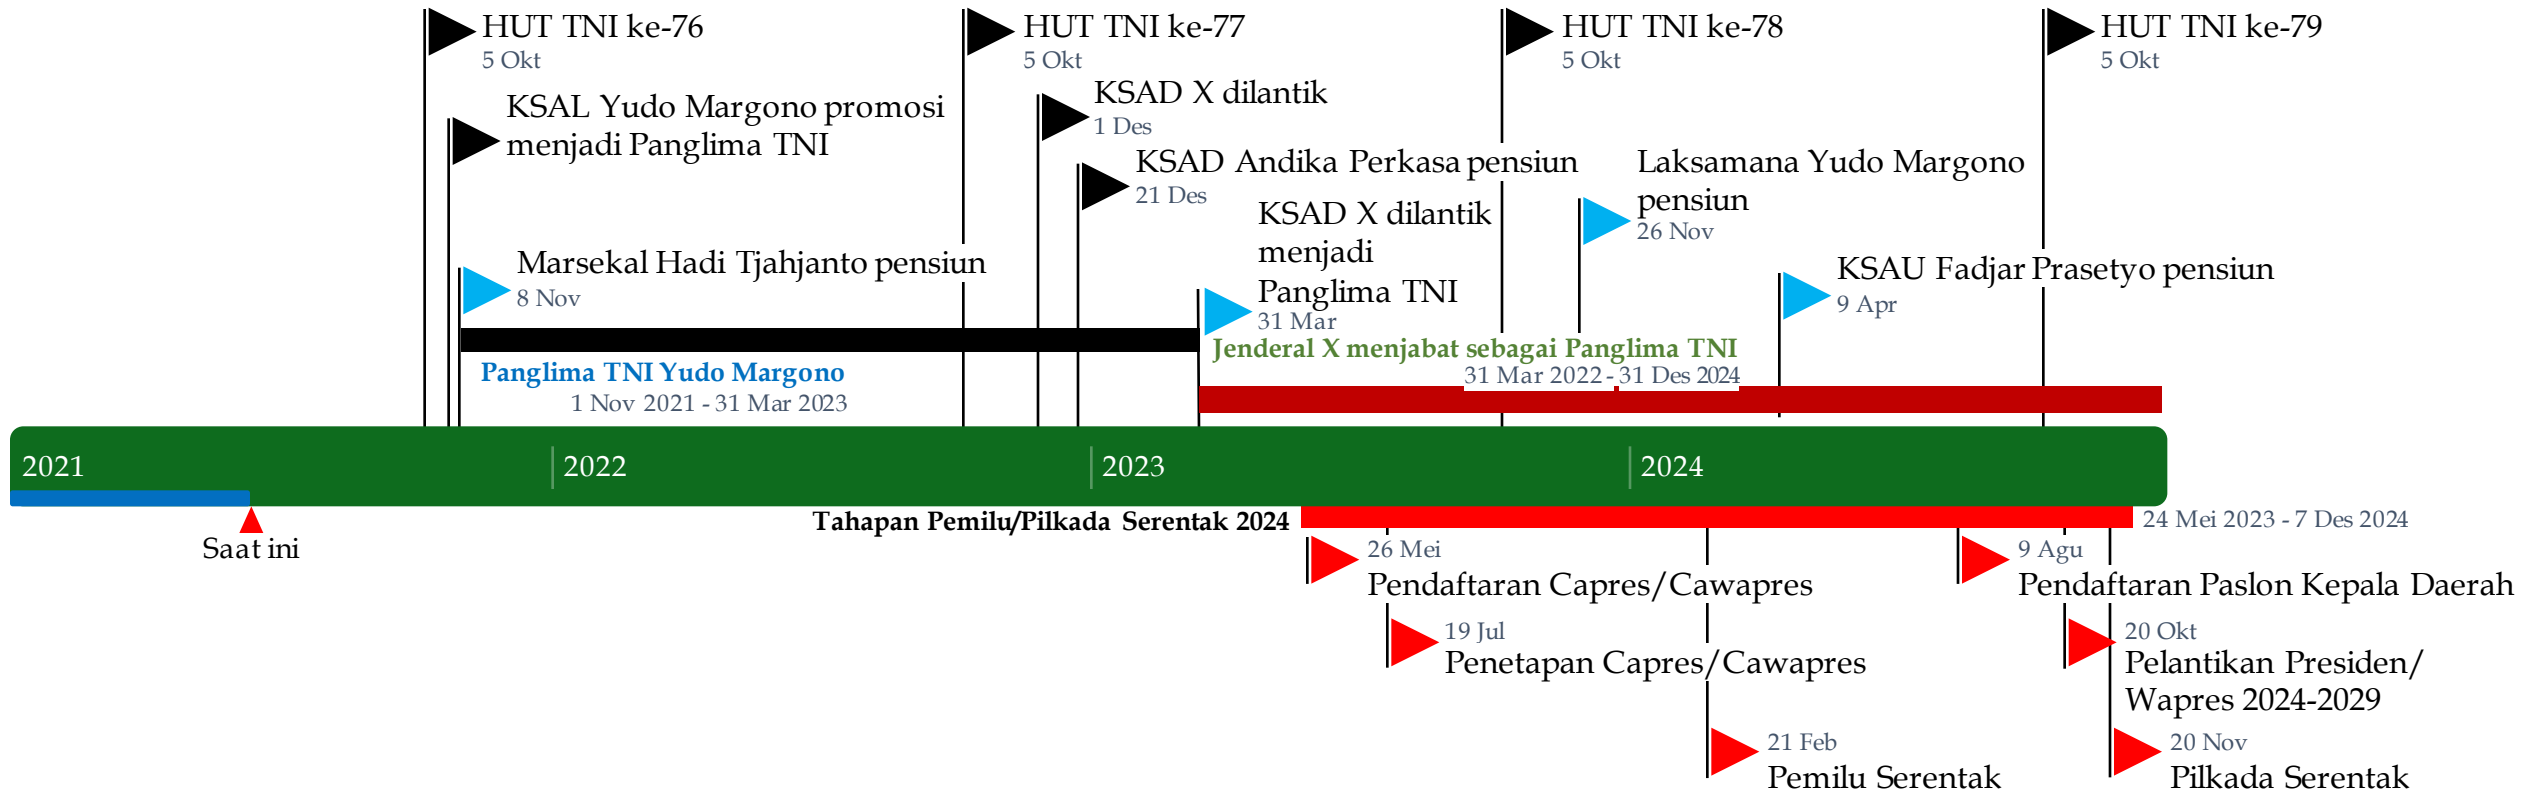 HUT TNI ke-76
5 Okt
HUT TNI ke-77
5 Okt
HUT TNI ke-78
5 Okt
HUT TNI ke-79
5 Okt
KSAL Yudo Margono promosi
menjadi Panglima TNI
KSAD X dilantik
1 Des
KSAD Andika Perkasa pensiun
21 Des
Laksamana Yudo Margono
pensiun
26 Nov
KSAD X dilantik
menjadi
Panglima TNI
31 Mar
Marsekal Hadi Tjahjanto pensiun
8 Nov
KSAU Fadjar Prasetyo pensiun
9 Apr
Panglima TNI Yudo Margono
1 Nov 2021 - 31 Mar 2023
Jenderal X menjabat sebagai Panglima TNI
31 Mar 2022 - 31 Des 2024
2021
2022
2023
2024
Saat ini
Tahapan Pemilu/Pilkada Serentak 2024
24 Mei 2023 - 7 Des 2024
26 Mei
Pendaftaran Capres/Cawapres
19 Jul
Penetapan Capres/Cawapres
21 Feb
Pemilu Serentak
9 Agu
Pendaftaran Paslon Kepala Daerah
20 Okt
Pelantikan Presiden/
Wapres 2024-2029
20 Nov
Pilkada Serentak